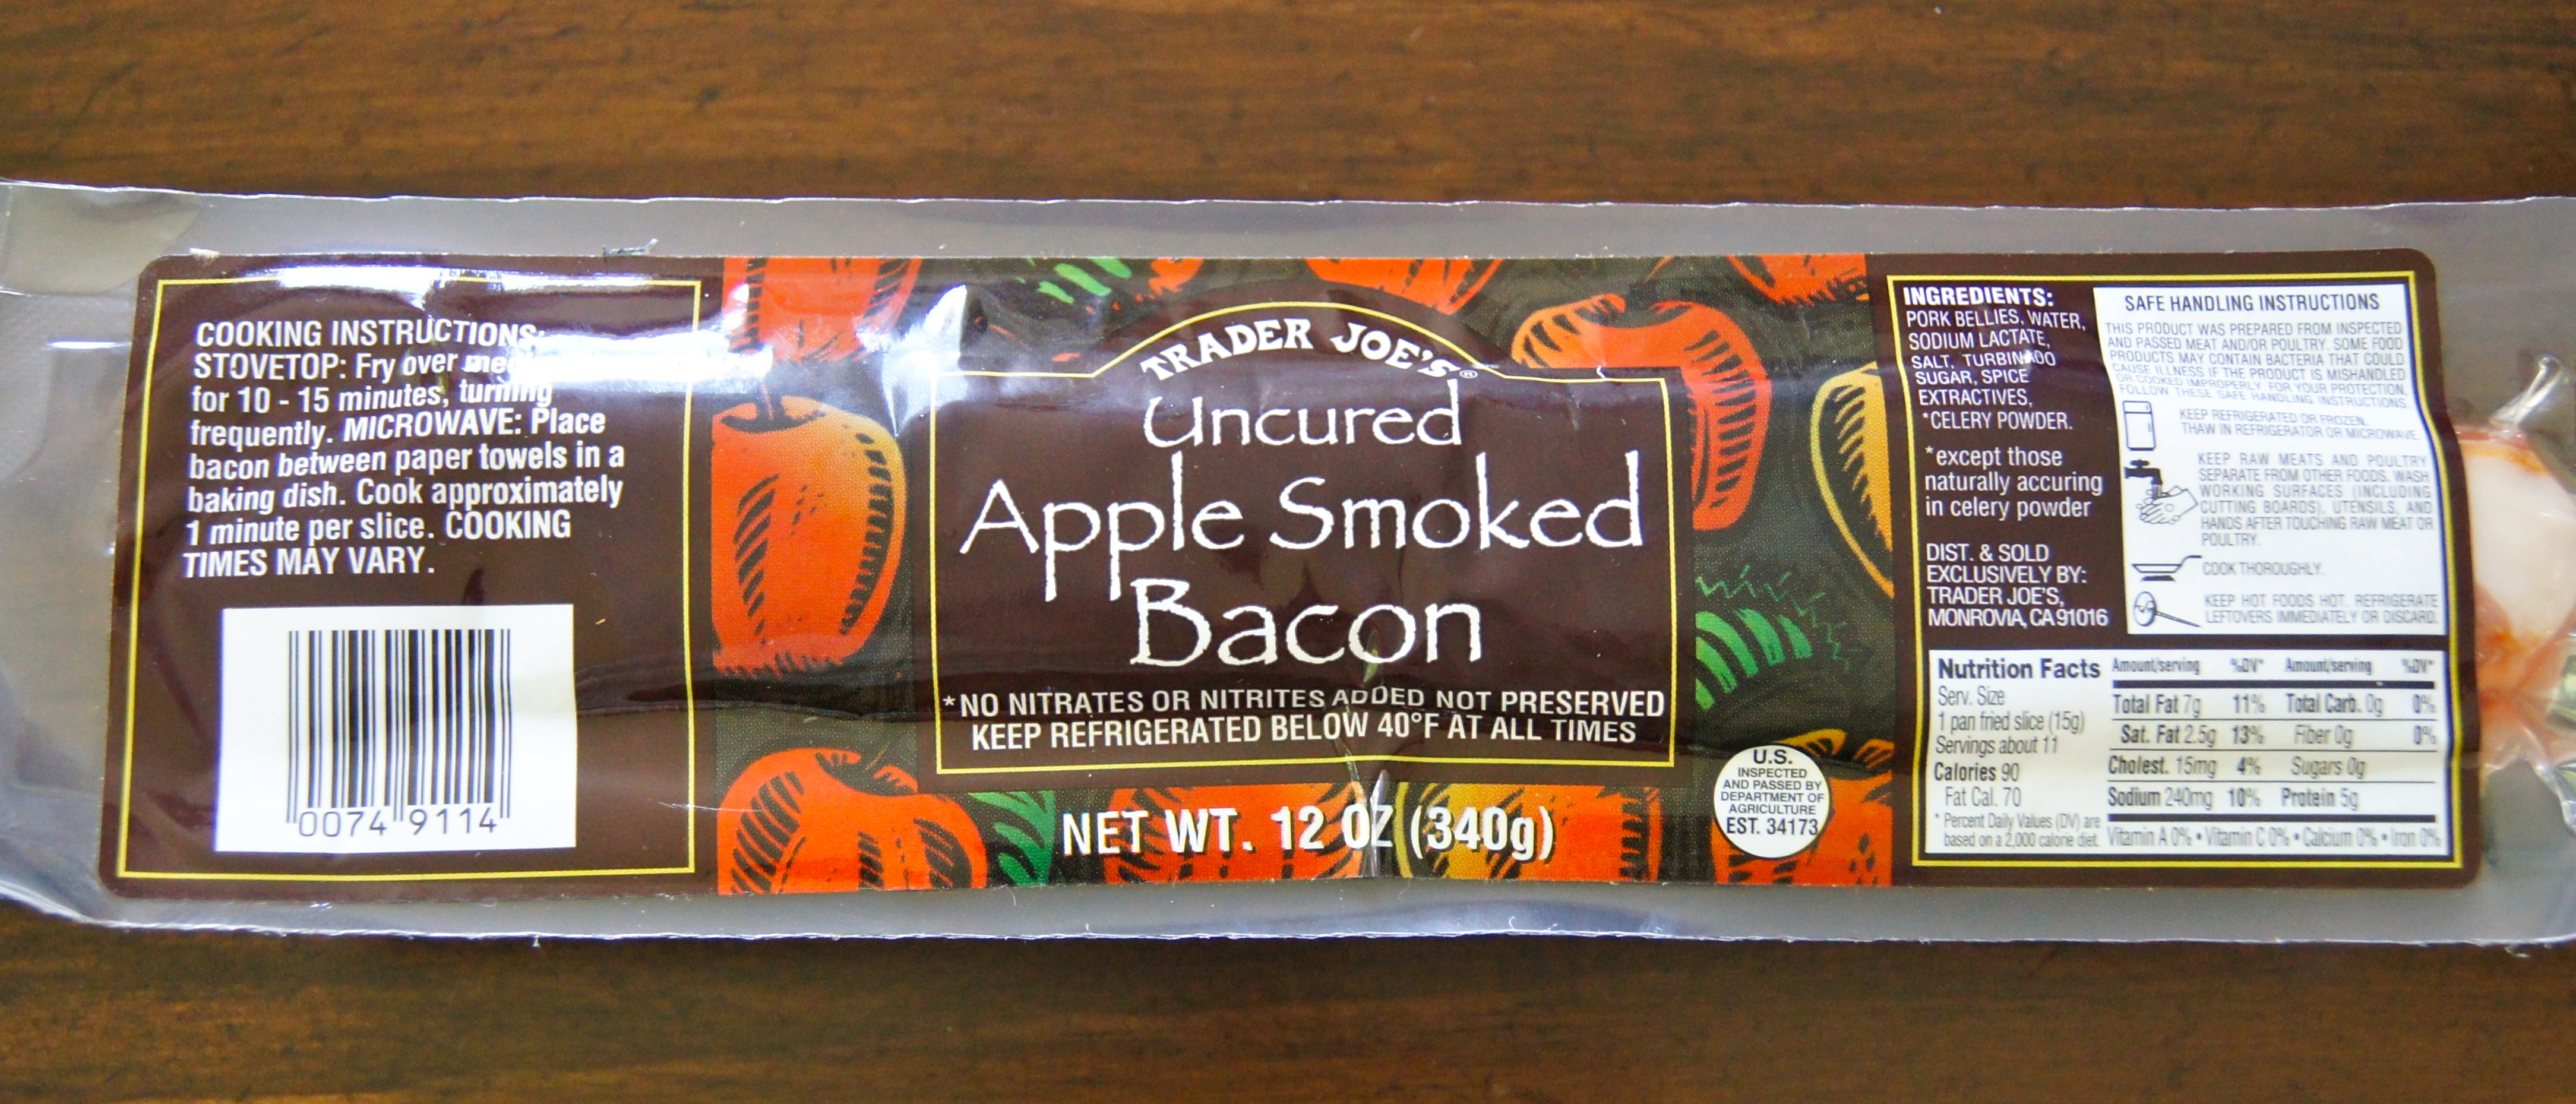 COOKING INSTRUCTIONS:
STOVETOP: Fry over
for 10 - 15 minutes, turning
frequently. MICROWAVE: Place
bacon between paper towels in a
baking dish. Cook approximately
1 minute per slice. COOKING
TIMES MAY VARY.
0074 9114
TRADER JOE'S®
Uncured
Apple Smoked
Bacon
*NO NITRATES OR NITRITES ADDED NOT PRESERVED
KEEP REFRIGERATED BELOW 40°F AT ALL TIMES
NET WT. 12 OZ (340g)
U.S.
INSPECTED
AND PASSED BY
DEPARTMENT OF
AGRICULTURE
EST. 34173
INGREDIENTS:
PORK BELLIES, WATER,
SODIUM LACTATE,
SALT, TURBINADO
SUGAR, SPICE
EXTRACTIVES,
*CELERY POWDER.
*except those
naturally accuring
in celery powder
DIST. & SOLD
EXCLUSIVELY BY:
TRADER JOE'S,
MONROVIA, CA 91016
SAFE HANDLING INSTRUCTIONS
THIS PRODUCT WAS PREPARED FROM INSPECTED
AND PASSED MEAT AND/OR POULTRY. SOME FOOD
PRODUCTS MAY CONTAIN BACTERIA THAT COULD
CAUSE ILLNESS IF THE PRODUCT IS MISHANDLED
OR COOKED IMPROPERLY. FOR YOUR PROTECTION,
FOLLOW THESE SAFE HANDLING INSTRUCTIONS.
KEEP REFRIGERATED OR FROZEN.
THAW IN REFRIGERATOR OR MICROWAVE.
KEEP RAW MEATS AND POULTRY
SEPARATE FROM OTHER FOODS. WASH
WORKING SURFACES (INCLUDING
CUTTING BOARDS), UTENSILS, AND
HANDS AFTER TOUCHING RAW MEAT OR
POULTRY.
COOK THOROUGHLY.
KEEP HOT FOODS HOT. REFRIGERATE
LEFTOVERS IMMEDIATELY OR DISCARD.
Nutrition Facts
Serv. Size
1 pan fried slice (15g)
Servings about 11
Calories 90
Fat Cal. 70
* Percent Daily Values (DV) are
based on a 2,000 calorie diet.
Amount/serving %DV* Amount/serving %DV*
Total Fat 7g 11% Total Carb. 0g 0%
Sat. Fat 2.5g 13% Fiber 0g 0%
Cholest. 15mg 4% Sugars 0g
Sodium 240mg 10% Protein 5g
Vitamin A 0% • Vitamin C 0% • Calcium 0% • Iron 0%